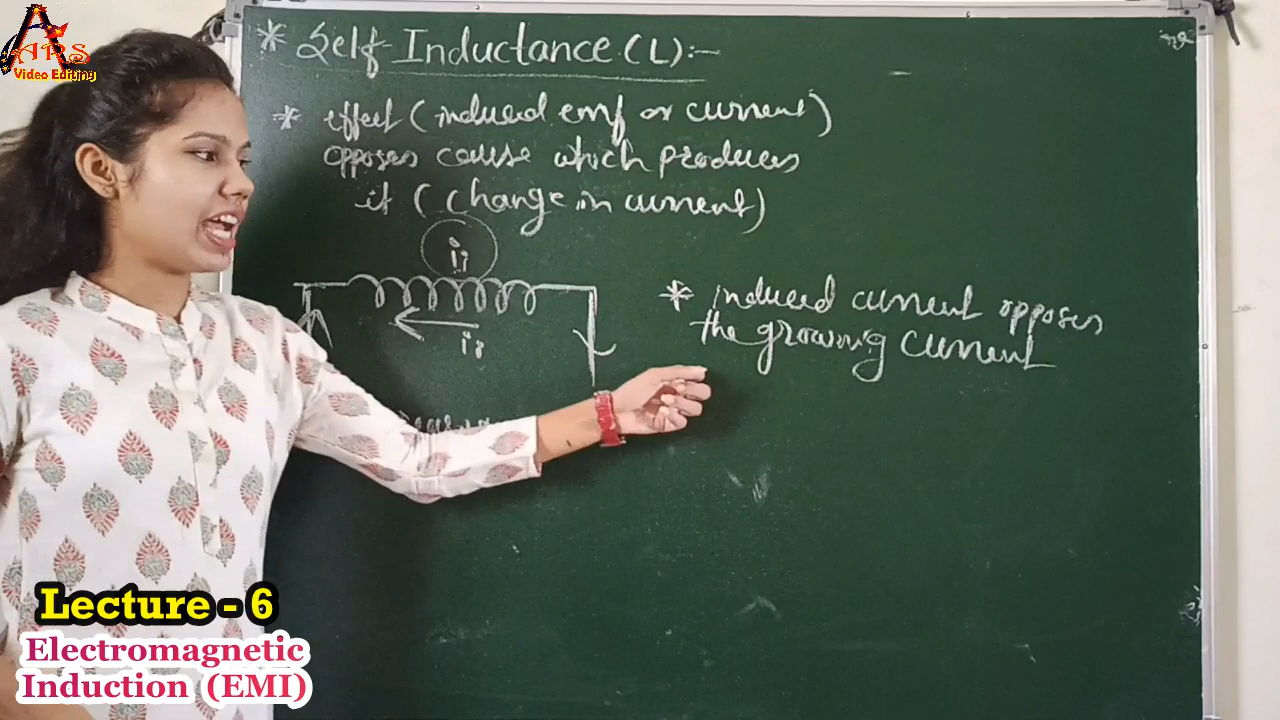 ARS
Video Editing
* Self-Inductance (L):-
* effect (induced emf or current)
opposes cause which produces
it (change in current)
i
i
* induced current opposes
the growing current
Lecture - 6
Electromagnetic
Induction (EMI)